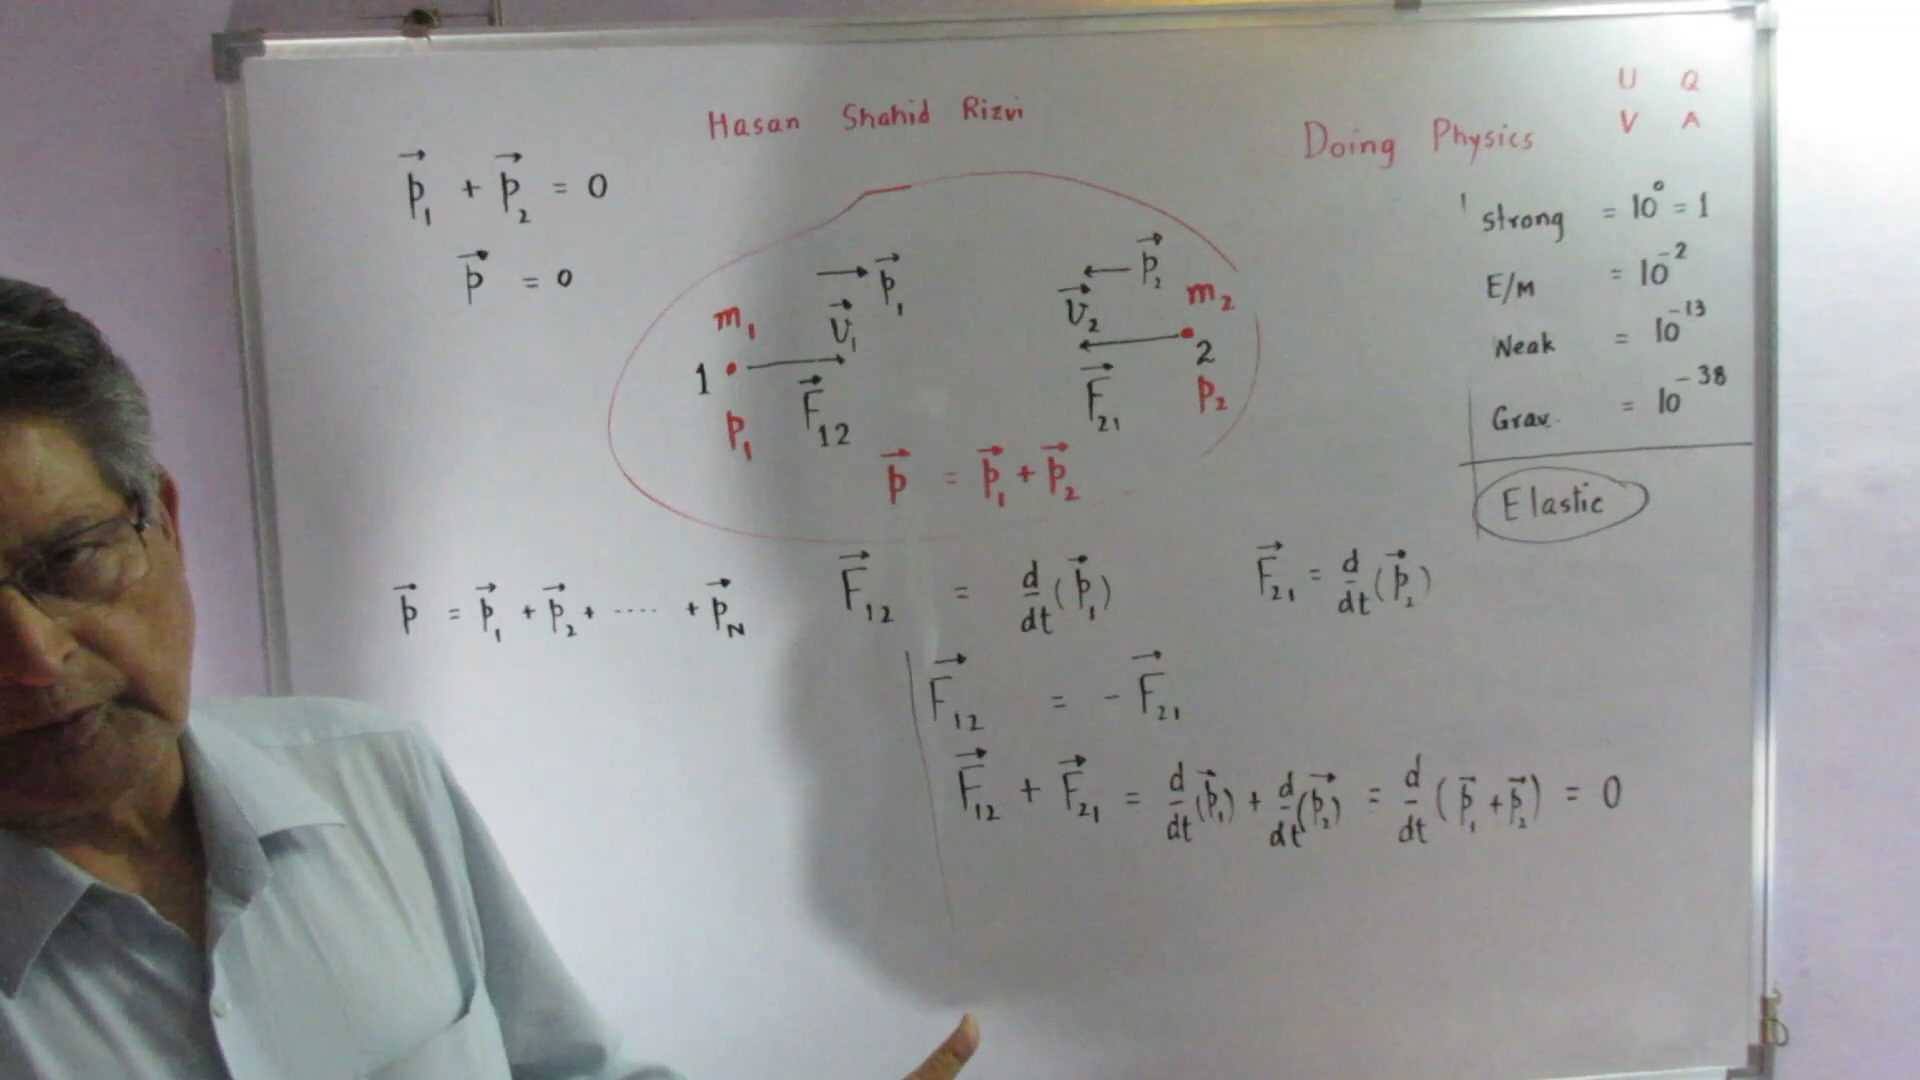 Hasan Shahid Rizvi
Doing Physics
U Q
V A
p⃗₁ + p⃗₂ = 0
p⃗ = 0
p⃗₁
m₁
v⃗₁
1
F⃗₁₂
p₁
p⃗₂
m₂
v⃗₂
2
F⃗₂₁
p₂
p⃗ = p⃗₁ + p⃗₂
strong = 10⁰ = 1
E/M = 10⁻²
Neak = 10⁻¹³
Grav. = 10⁻³⁸
Elastic
p⃗ = p⃗₁ + p⃗₂ + ..... + p⃗_N
F⃗₁₂ = d/dt (p⃗₁)
F⃗₂₁ = d/dt (p⃗₂)
F⃗₁₂ = - F⃗₂₁
F⃗₁₂ + F⃗₂₁ = d/dt (p⃗₁) + d/dt (p⃗₂) = d/dt (p⃗₁ + p⃗₂) = 0